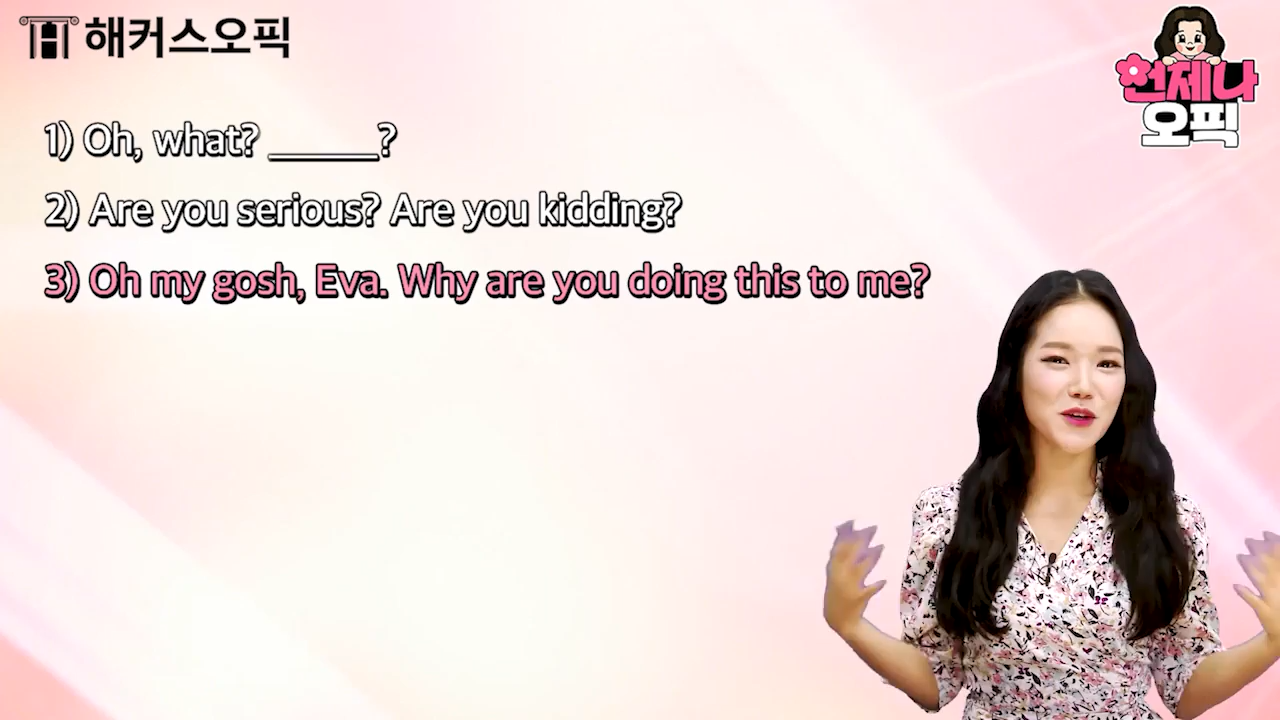 해커스오픽
언제나
오픽
1) Oh, what? ______?
2) Are you serious? Are you kidding?
3) Oh my gosh, Eva. Why are you doing this to me?